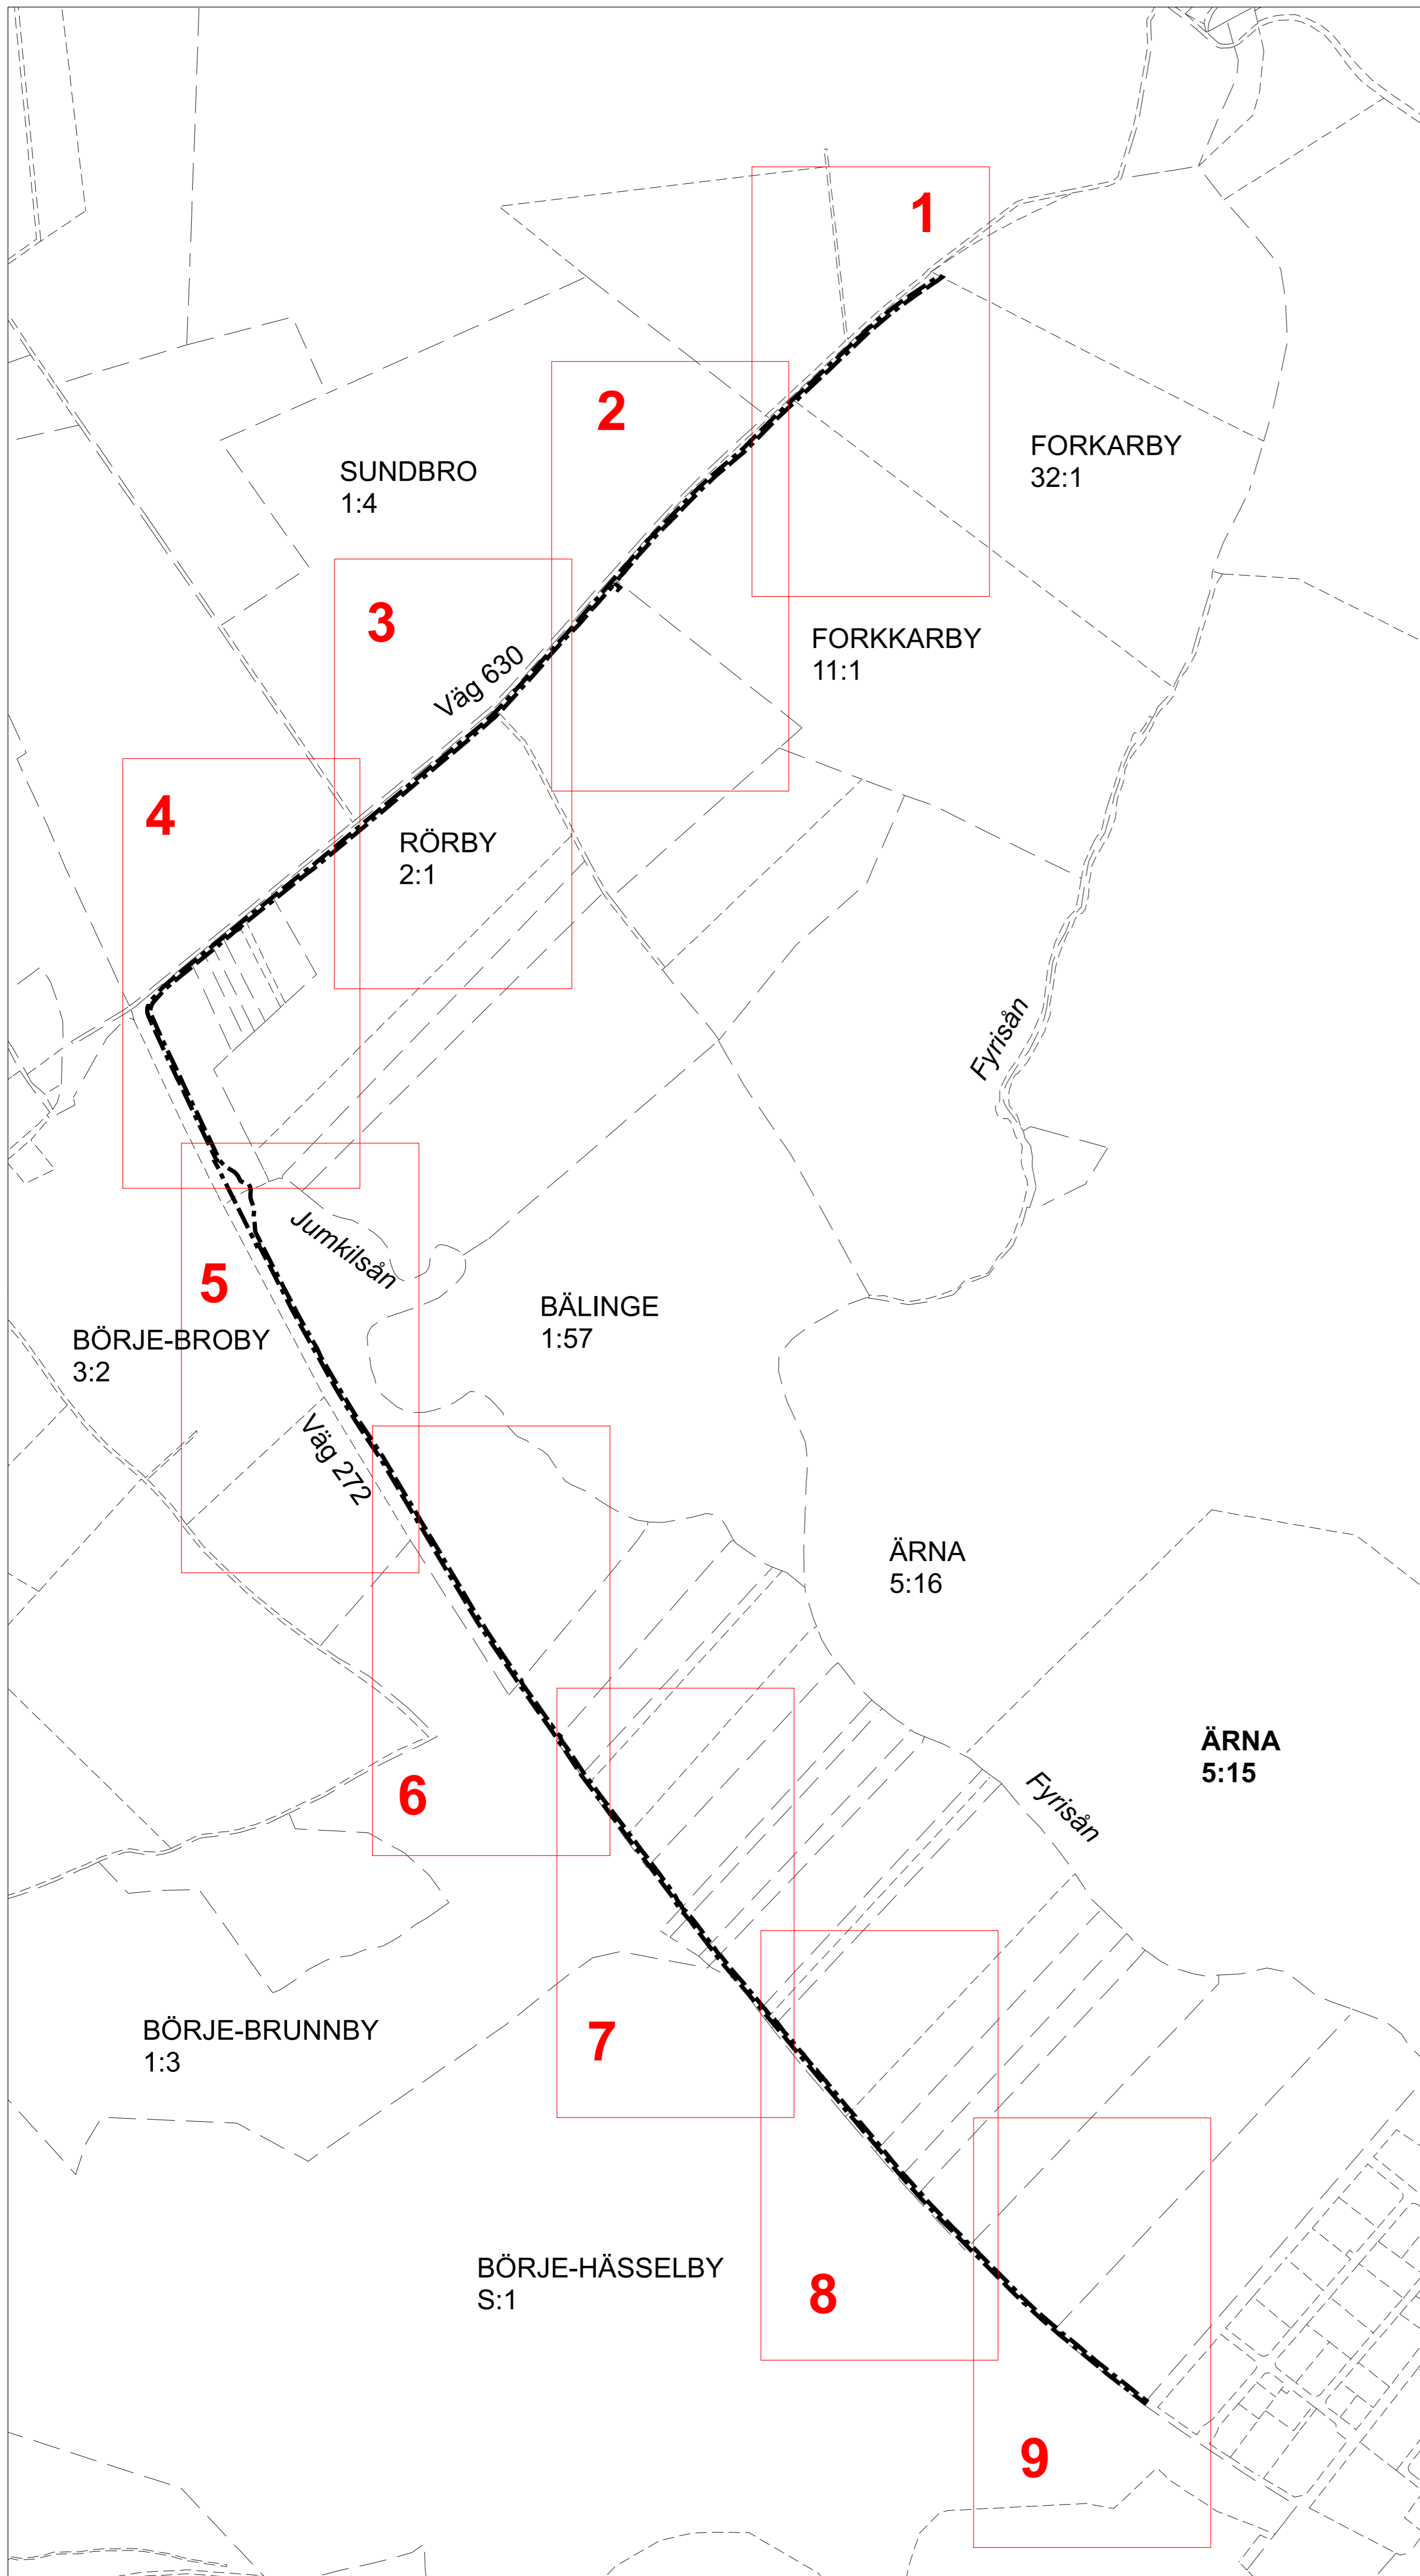 1
2
FORKARBY
32:1
SUNDBRO
1:4
3
FORKKARBY
11:1
Väg 630
4
RÖRBY
2:1
Fyrisån
Jumkilsån
5
BÄLINGE
1:57
BÖRJE-BROBY
3:2
Väg 272
ÄRNA
5:16
ÄRNA
5:15
6
Fyrisån
BÖRJE-BRUNNBY
1:3
7
BÖRJE-HÄSSELBY
S:1
8
9